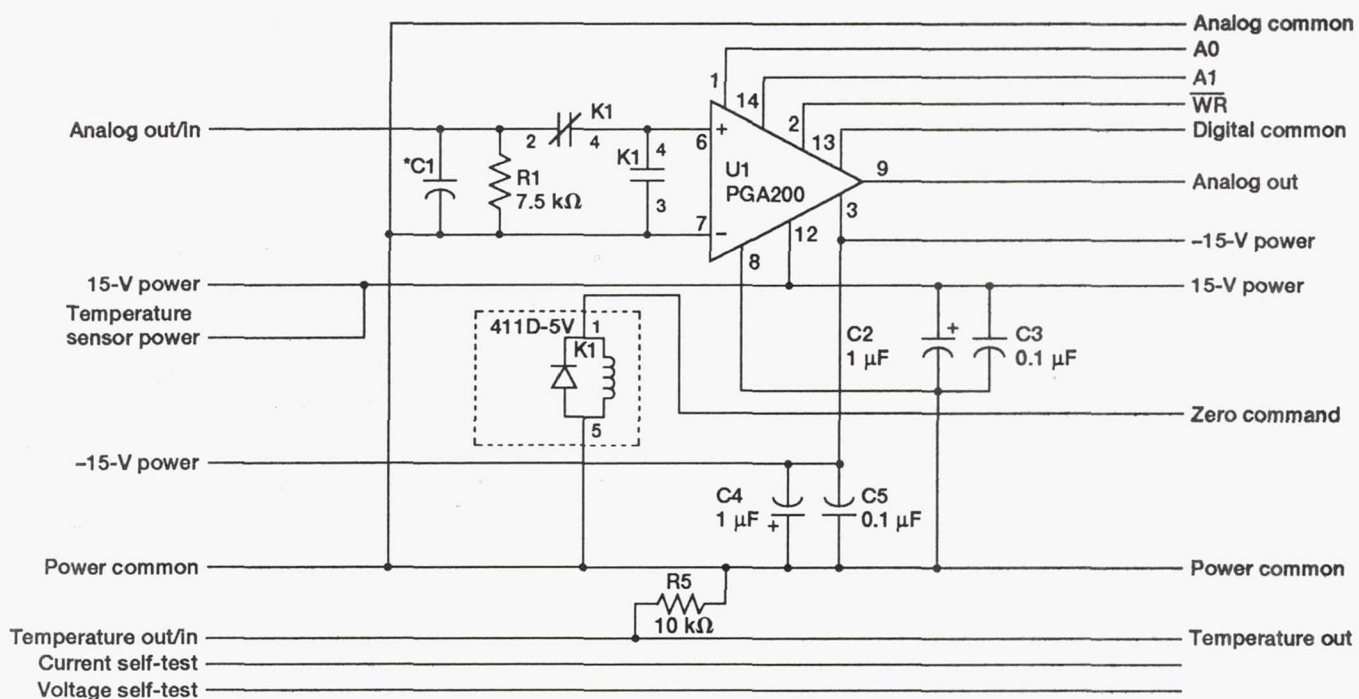 Analog common
A0
A1
WR
Digital common
Analog out
-15-V power
15-V power
Zero command
Power common
Temperature out
Analog out/in
15-V power
Temperature
sensor power
–15-V power
Power common
Temperature out/in
Current self-test
Voltage self-test
*C1
R1
7.5 kΩ
2
K1
4
K1
4
3
1
14
2
13
6
7
+
–
U1
PGA200
9
3
12
8
411D-5V
1
K1
5
C2
1 µF
+
C3
0.1 µF
C4
1 µF
+
C5
0.1 µF
R5
10 kΩ